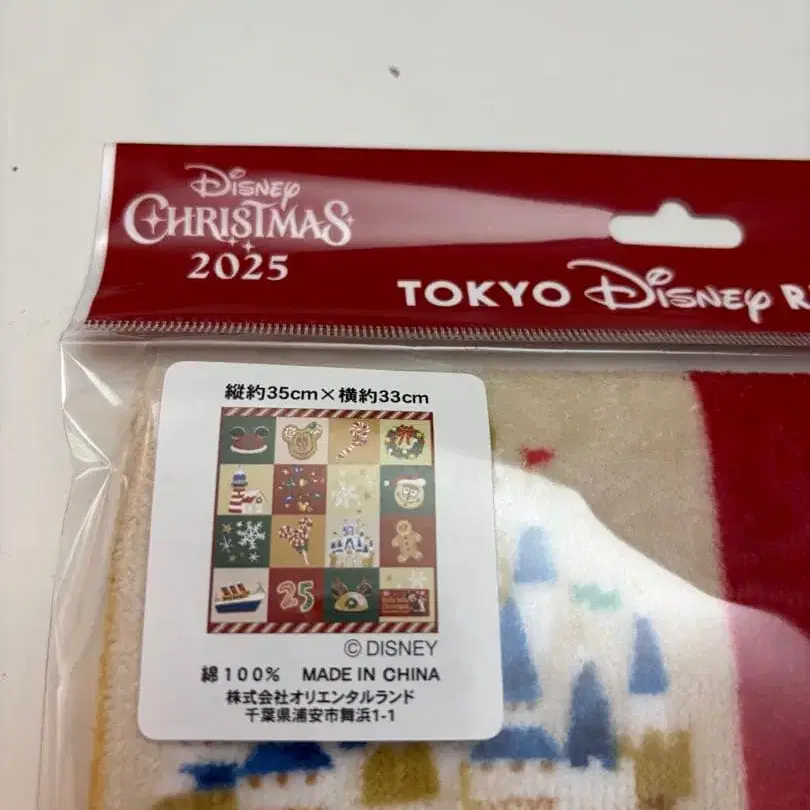 Disney
CHRISTMAS
2025
TOKYO Disney R
縦約35cm×横約33cm
25
©DISNEY
綿100% MADE IN CHINA
株式会社オリエンタルランド
千葉県浦安市舞浜1-1